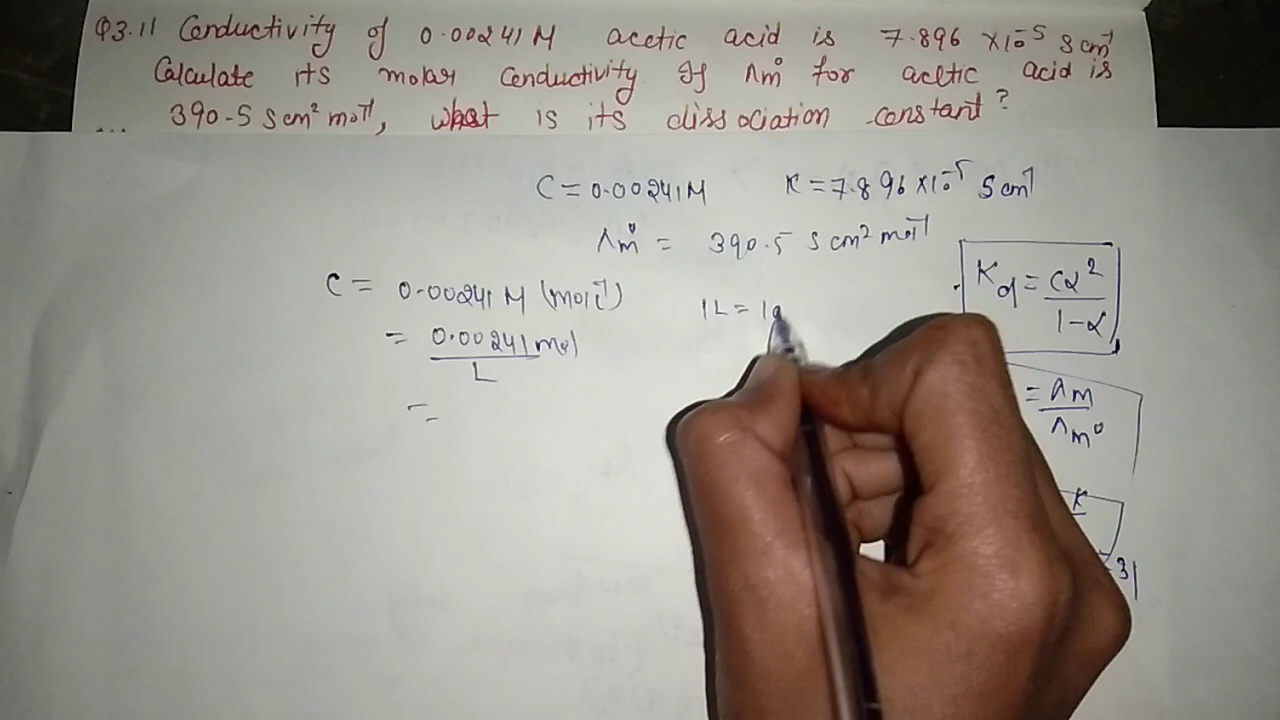 Q3.11 Conductivity of 0.00241 M acetic acid is 7.896 ×10⁻⁵ S cm⁻¹
Calculate its molar conductivity If Λm° for acetic acid is
390.5 S cm² mol⁻¹, what is its dissociation constant?
C = 0.00241M K = 7.896 ×10⁻⁵ S cm⁻¹
Λm° = 390.5 S cm² mol⁻¹
C = 0.00241 M (mol L⁻¹)
= 0.00241 mol
L
=
1L = 10
Kd = Cα²
1-α
= Λm
Λm°
K
3